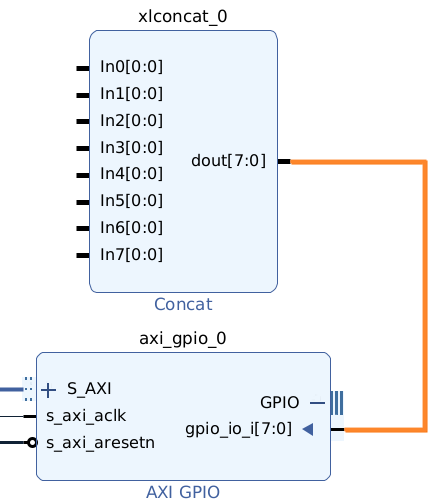 xlconcat_0
In0[0:0]
In1[0:0]
In2[0:0]
In3[0:0]
dout[7:0]
In4[0:0]
In5[0:0]
In6[0:0]
In7[0:0]
Concat
axi_gpio_0
S_AXI
GPIO
s_axi_aclk
gpio_io_i[7:0]
s_axi_aresetn
AXI GPIO